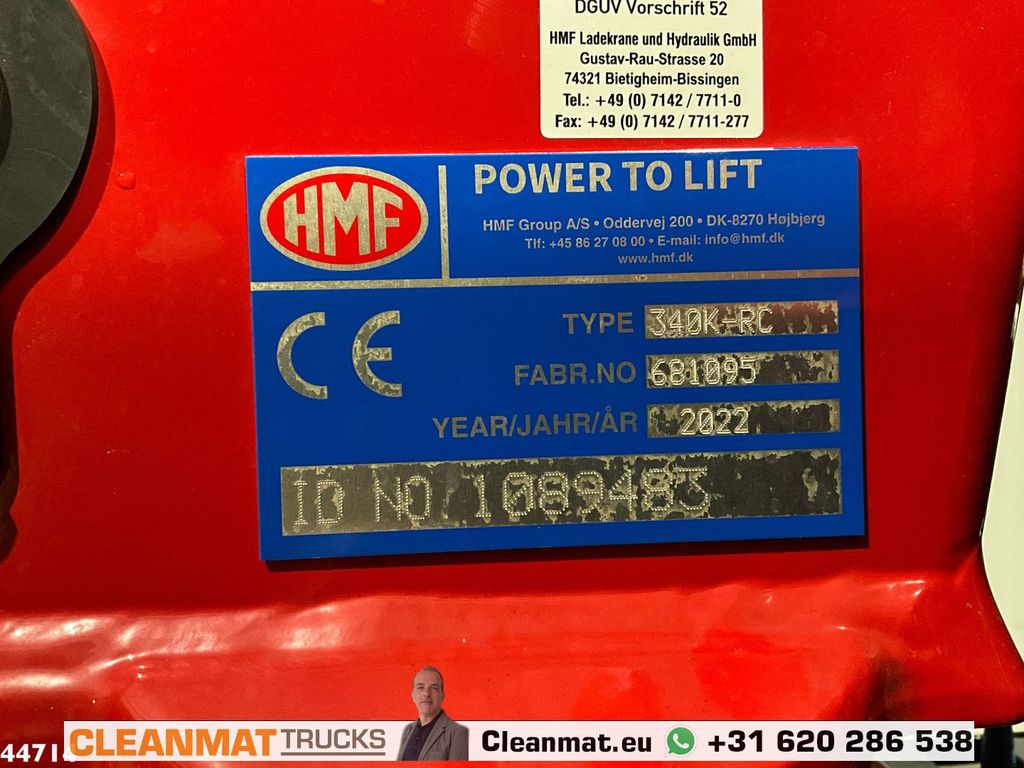 DGUV Vorschrift 52
HMF Ladekrane und Hydraulik GmbH
Gustav-Rau-Strasse 20
74321 Bietigheim-Bissingen
Tel.: +49 (0) 7142 / 7711-0
Fax: +49 (0) 7142 / 7711-277
HMF
POWER TO LIFT
HMF Group A/S • Oddervej 200 • DK-8270 Højbjerg
Tlf: +45 86 27 08 00 • E-mail: info@hmf.dk
www.hmf.dk
CE
TYPE 340K-RC
FABR.NO 681095
YEAR/JAHR/ÅR 2022
ID NO 1089483
CLEANMAT TRUCKS
Cleanmat.eu +31 620 286 538